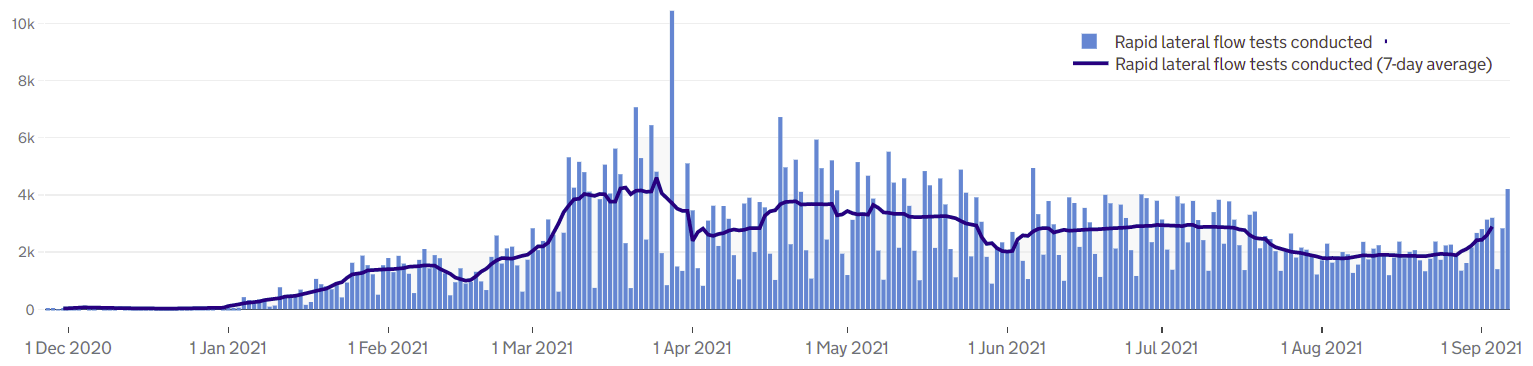 10k
Rapid lateral flow tests conducted
Rapid lateral flow tests conducted (7-day average)
8k
6k
4k
2k
0
1 Dec 2020 1 Jan 2021 1 Feb 2021 1 Mar 2021 1 Apr 2021 1 May 2021 1 Jun 2021 1 Jul 2021 1 Aug 2021 1 Sep 2021